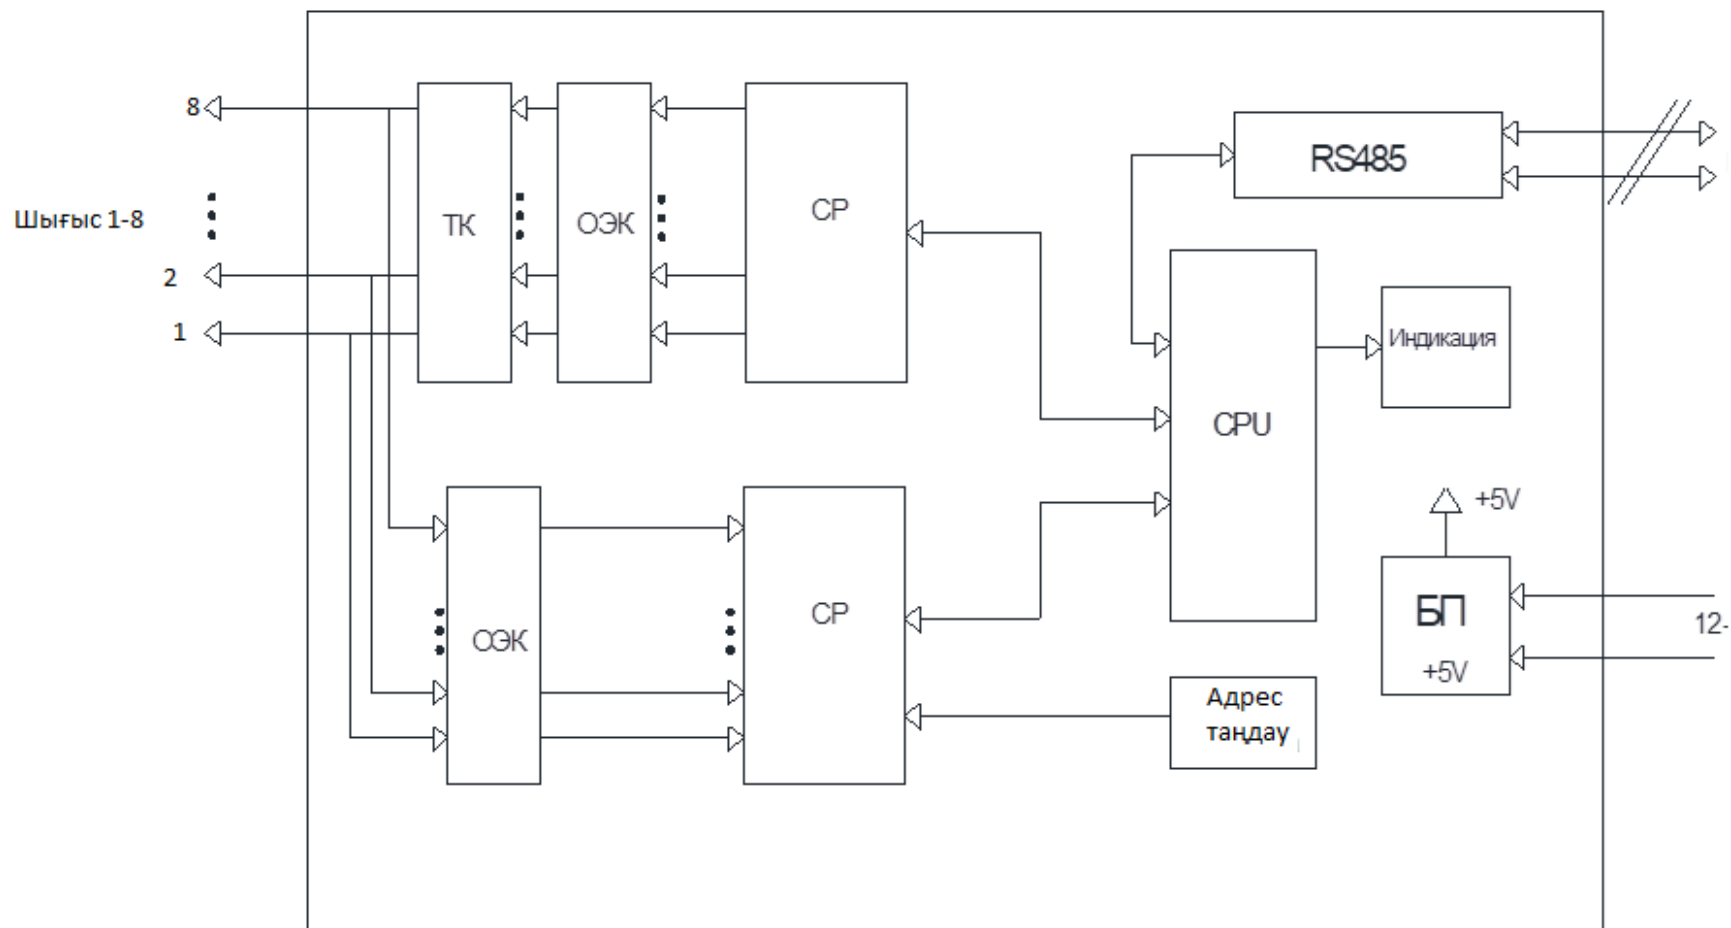 8
Шығыс 1-8
2
1
ТК
ОЭК
СР
RS485
CPU
Индикация
+5V
БП
+5V
12-
ОЭК
СР
Адрес
таңдау